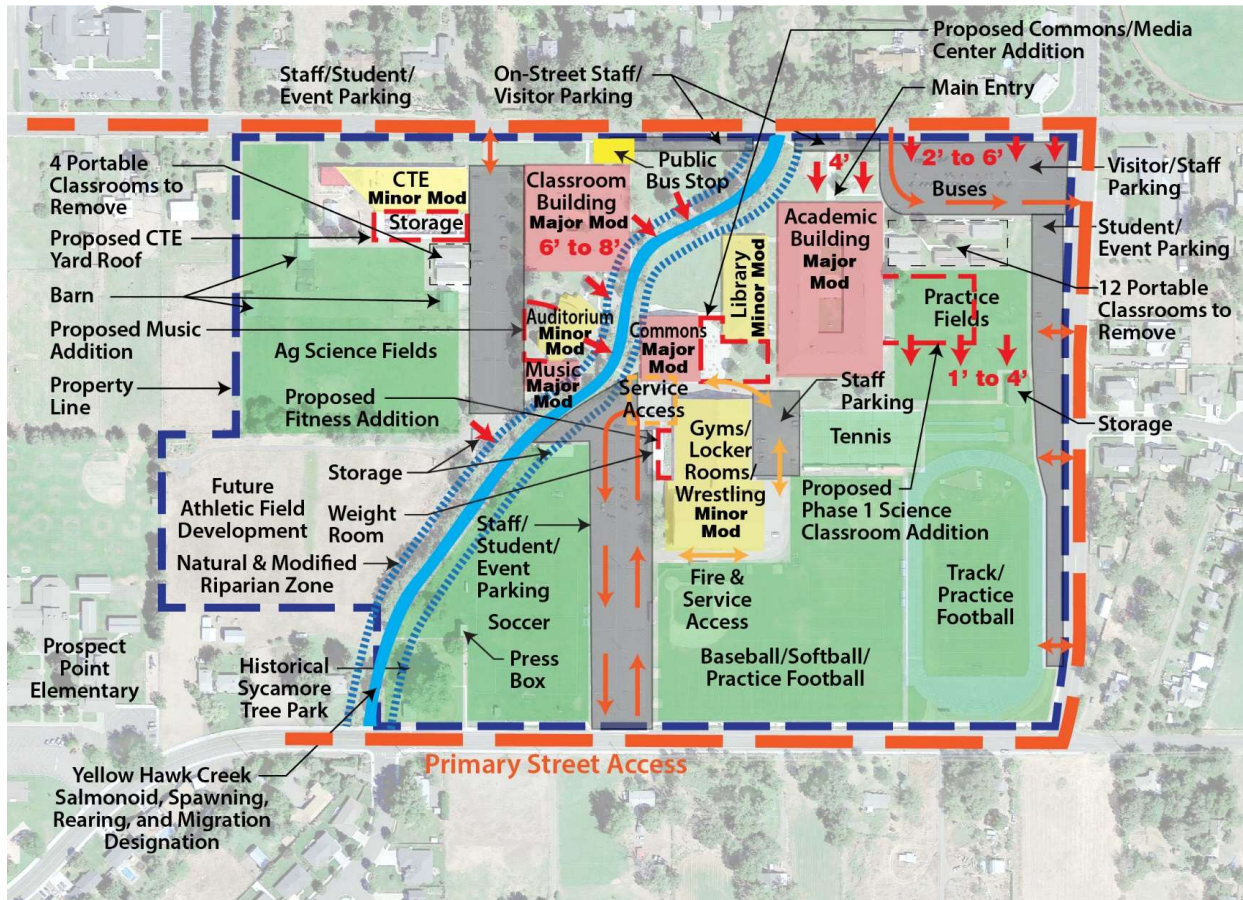 Proposed Commons/Media
Center Addition
Staff/Student/
Event Parking
On-Street Staff/
Visitor Parking
Main Entry
4 Portable
Classrooms to
Remove
CTE
Minor Mod
Storage
Classroom
Building
Major Mod
6’ to 8’
Public
Bus Stop
4’
2’ to 6’
Buses
Visitor/Staff
Parking
Proposed CTE
Yard Roof
Academic
Building
Major
Mod
Student/
Event Parking
Library
Minor Mod
Barn
Practice
Fields
12 Portable
Classrooms to
Remove
Proposed Music
Addition
Auditorium
Minor
Mod
Commons
Major
Mod
Ag Science Fields
Music
Major
Mod
1’ to 4’
Property
Line
Proposed
Fitness Addition
Service
Access
Staff
Parking
Storage
Gyms/
Locker
Rooms/
Wrestling
Minor
Mod
Tennis
Storage
Future
Athletic Field
Development
Weight
Room
Staff/
Student/
Event
Parking
Proposed
Phase 1 Science
Classroom Addition
Natural & Modified
Riparian Zone
Fire &
Service
Access
Track/
Practice
Football
Soccer
Prospect
Point
Elementary
Historical
Sycamore
Tree Park
Press
Box
Baseball/Softball/
Practice Football
Primary Street Access
Yellow Hawk Creek
Salmonoid, Spawning,
Rearing, and Migration
Designation